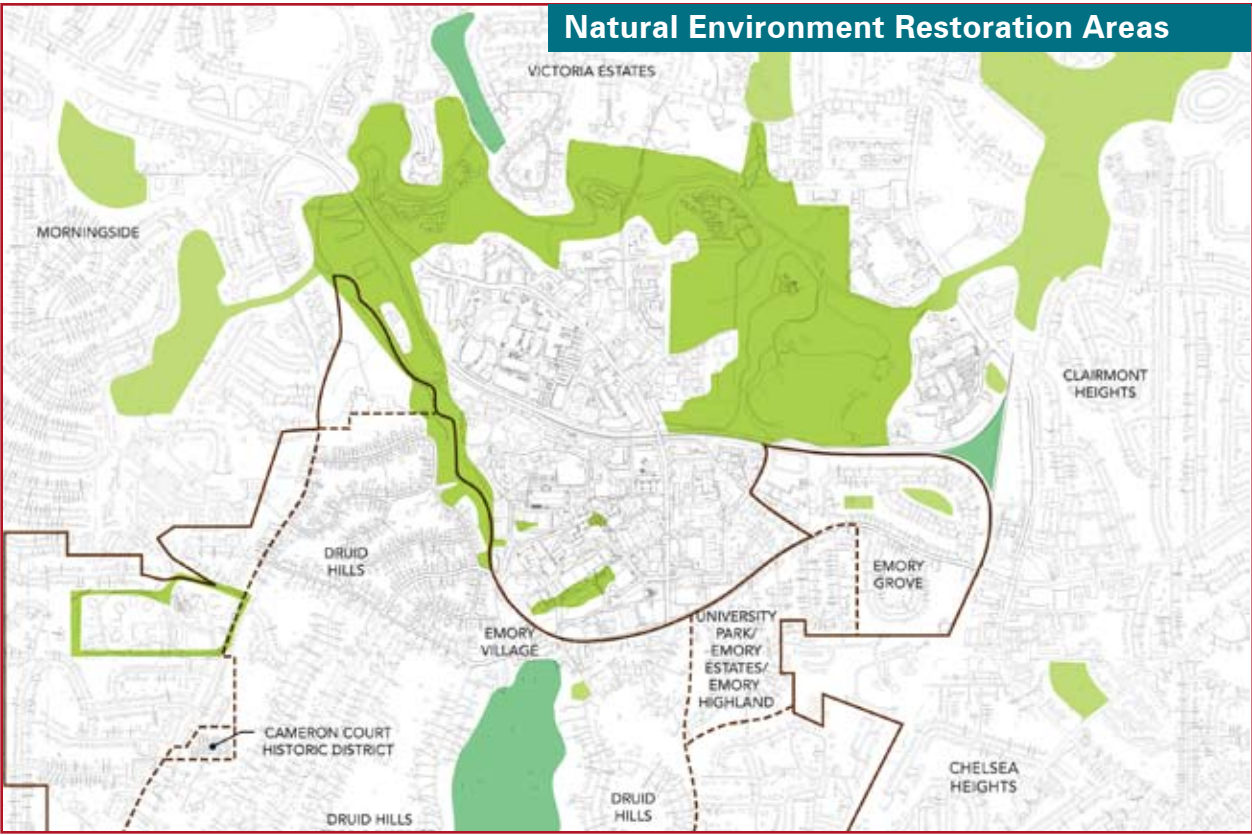 Natural Environment Restoration Areas
VICTORIA ESTATES
MORNINGSIDE
CLAIRMONT
HEIGHTS
DRUID
HILLS
EMORY
GROVE
EMORY
VILLAGE
UNIVERSITY
PARK/
EMORY
ESTATES/
EMORY
HIGHLAND
CAMERON COURT
HISTORIC DISTRICT
CHELSEA
HEIGHTS
DRUID
HILLS
DRUID HILLS